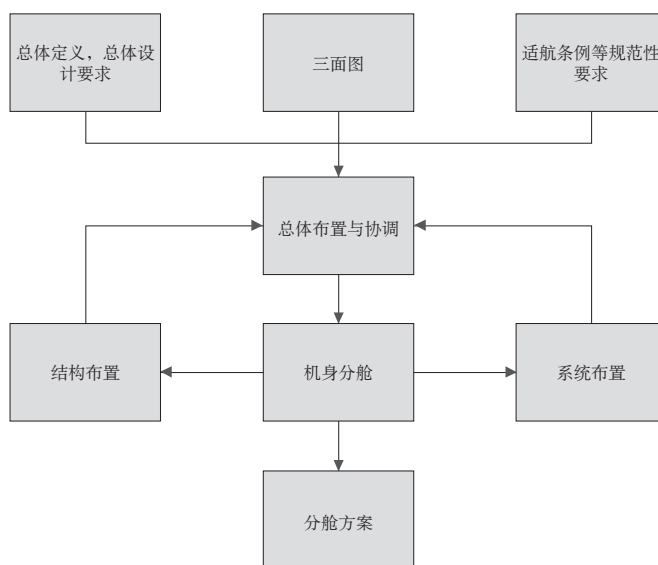 总体定义，总体设
计要求
三面图
适航条例等规范性
要求
总体布置与协调
结构布置
机身分舱
系统布置
分舱方案